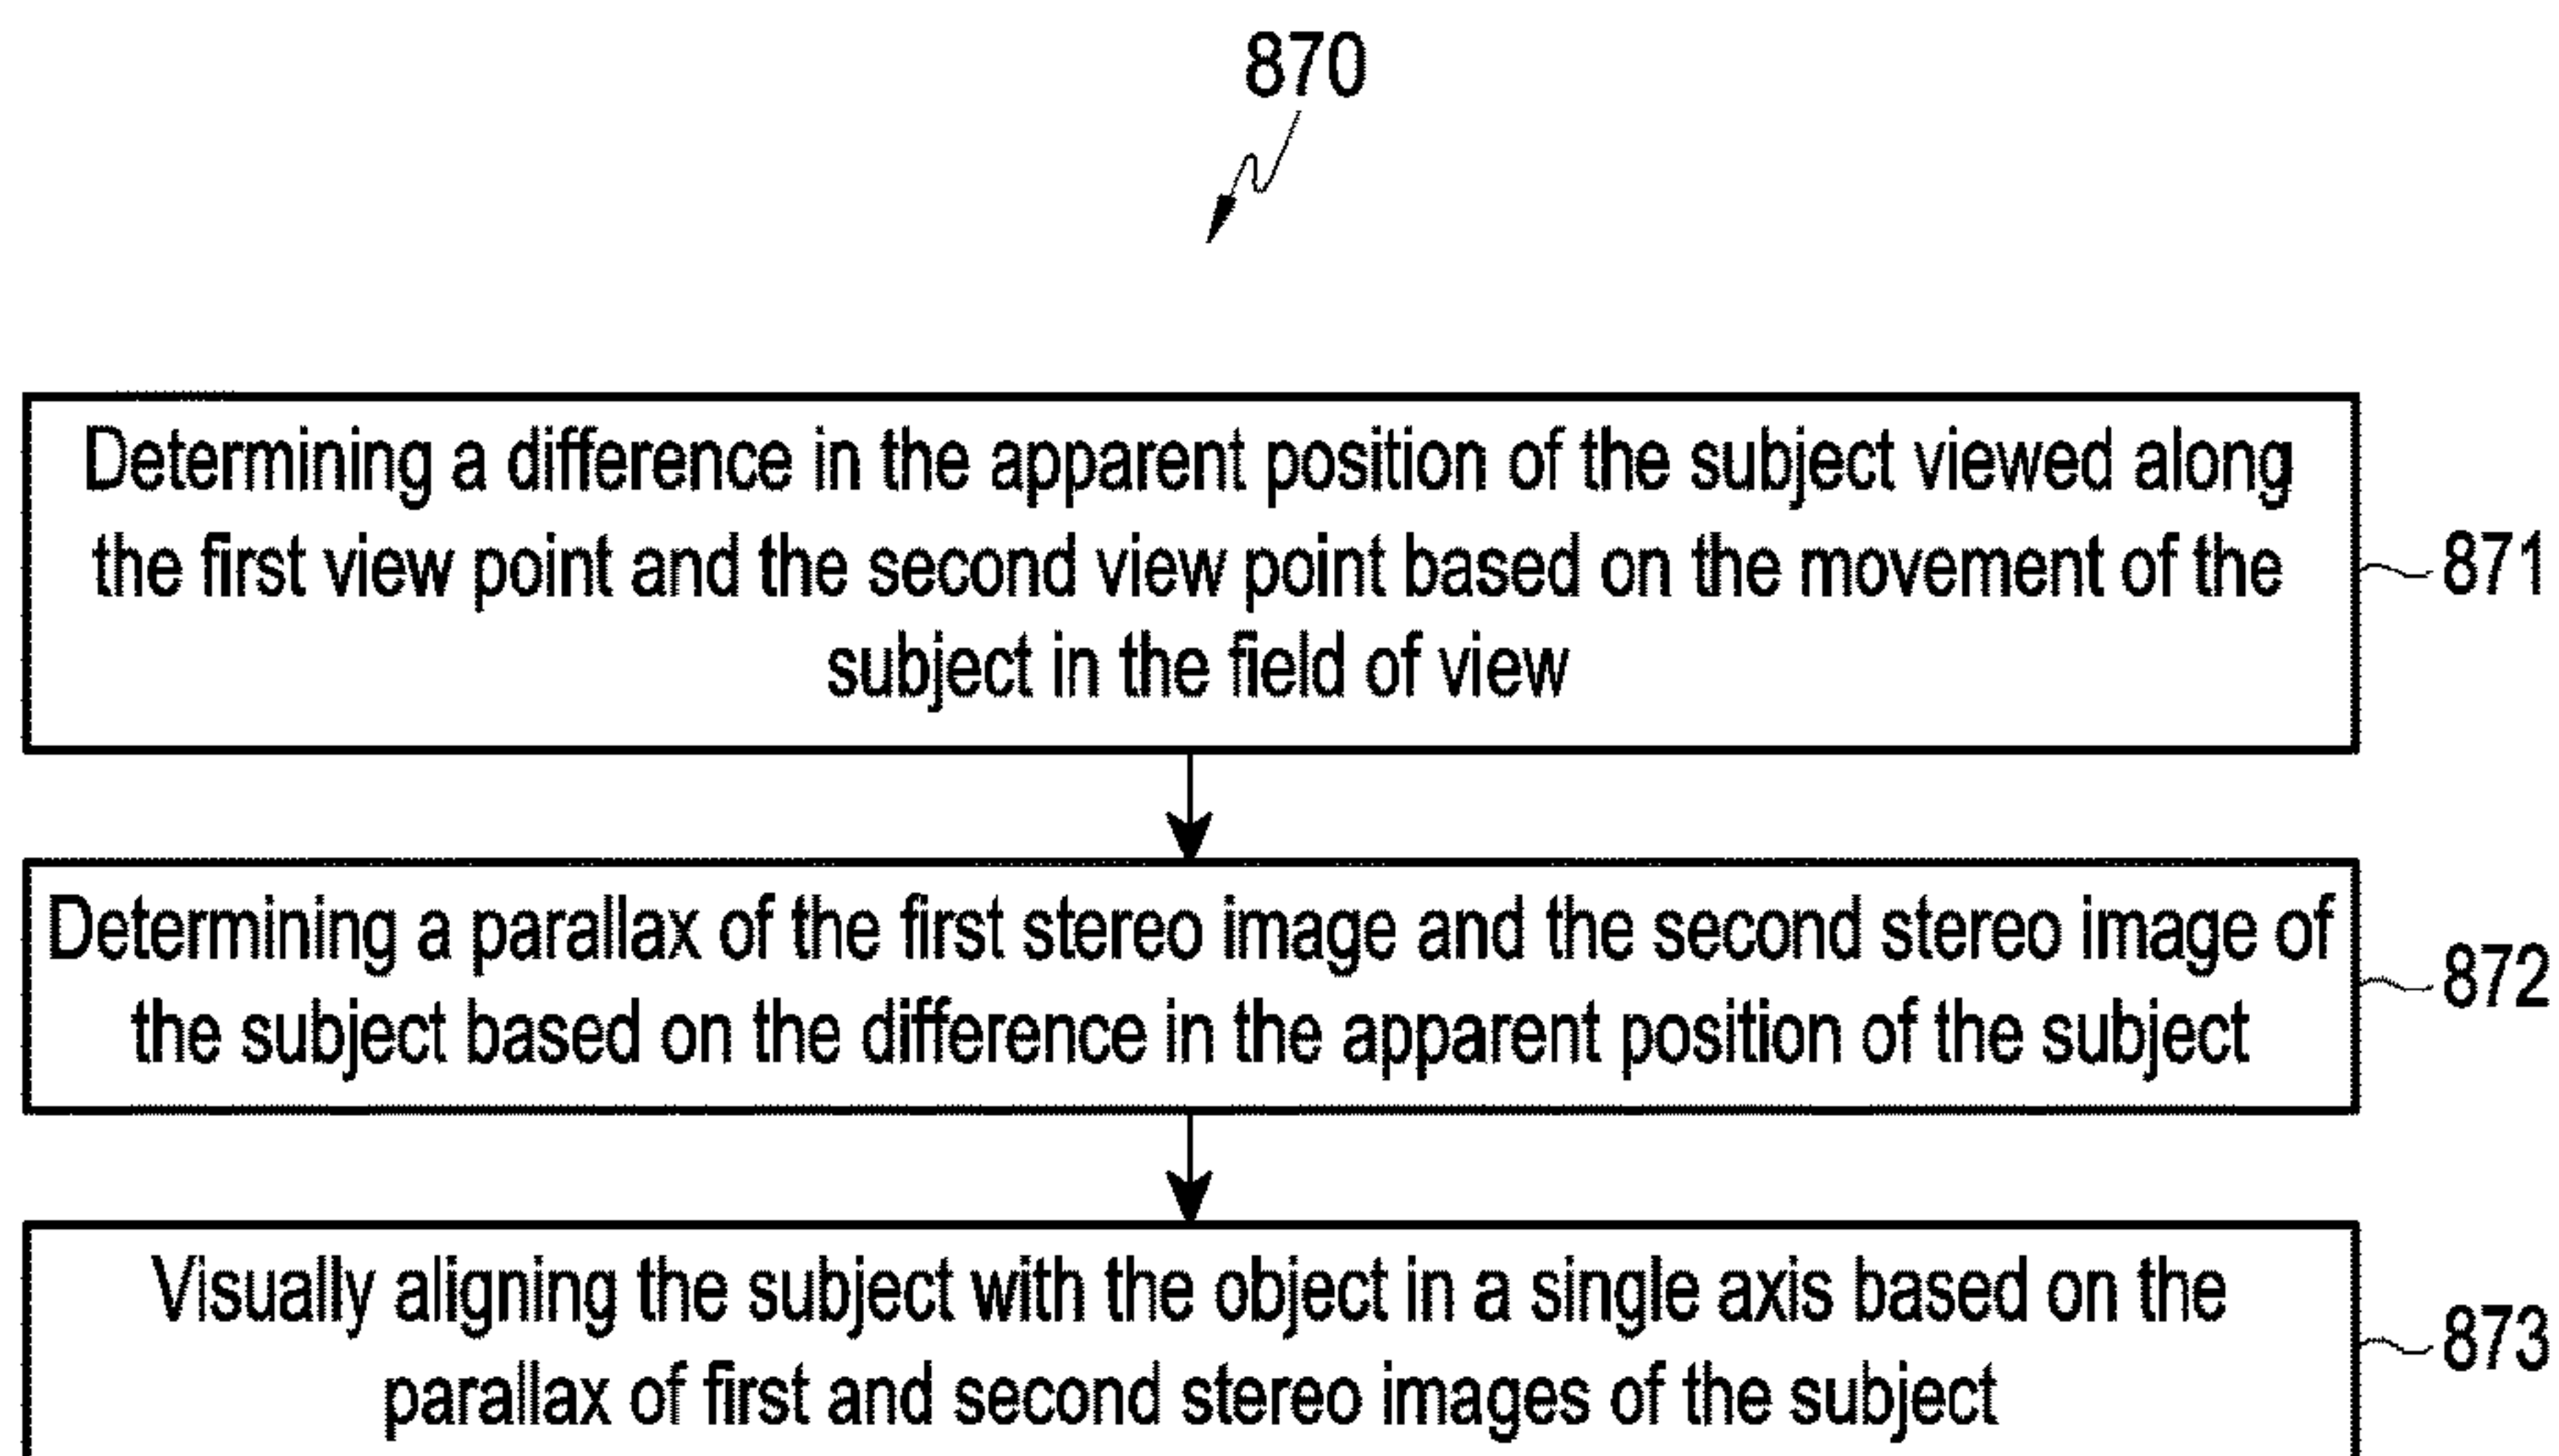 870
Determining a difference in the apparent position of the subject viewed along
the first view point and the second view point based on the movement of the
subject in the field of view
871
Determining a parallax of the first stereo image and the second stereo image of
the subject based on the difference in the apparent position of the subject
872
Visually aligning the subject with the object in a single axis based on the
parallax of first and second stereo images of the subject
873